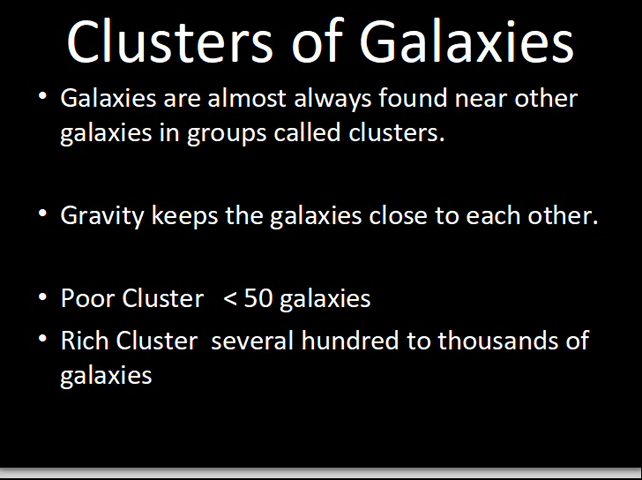 Clusters of Galaxies
• Galaxies are almost always found near other
galaxies in groups called clusters.
• Gravity keeps the galaxies close to each other.
• Poor Cluster < 50 galaxies
• Rich Cluster several hundred to thousands of
galaxies